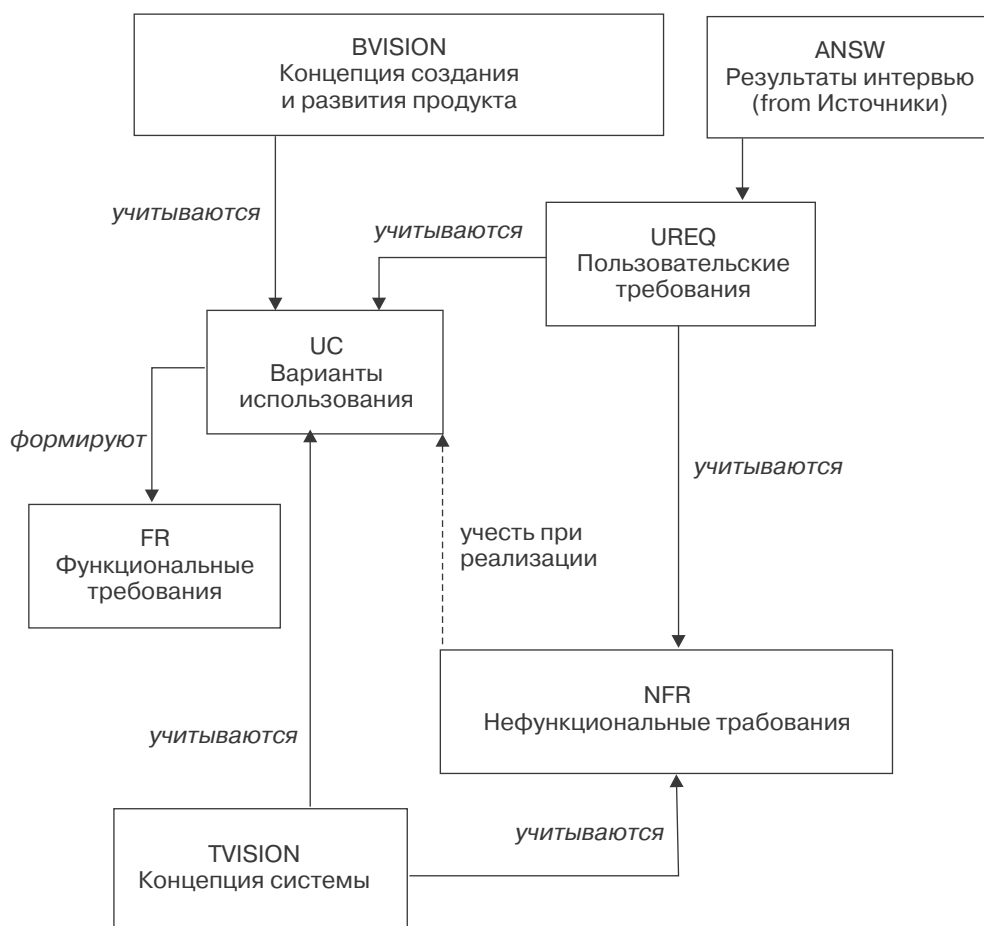 BVISION
Концепция создания
и развития продукта
ANSW
Результаты интервью
(from Источники)
учитываются
учитываются
UREQ
Пользовательские
требования
UC
Варианты
использования
формируют
учитываются
FR
Функциональные
требования
учесть при
реализации
NFR
Нефункциональные трабования
учитываются
учитываются
TVISION
Концепция системы